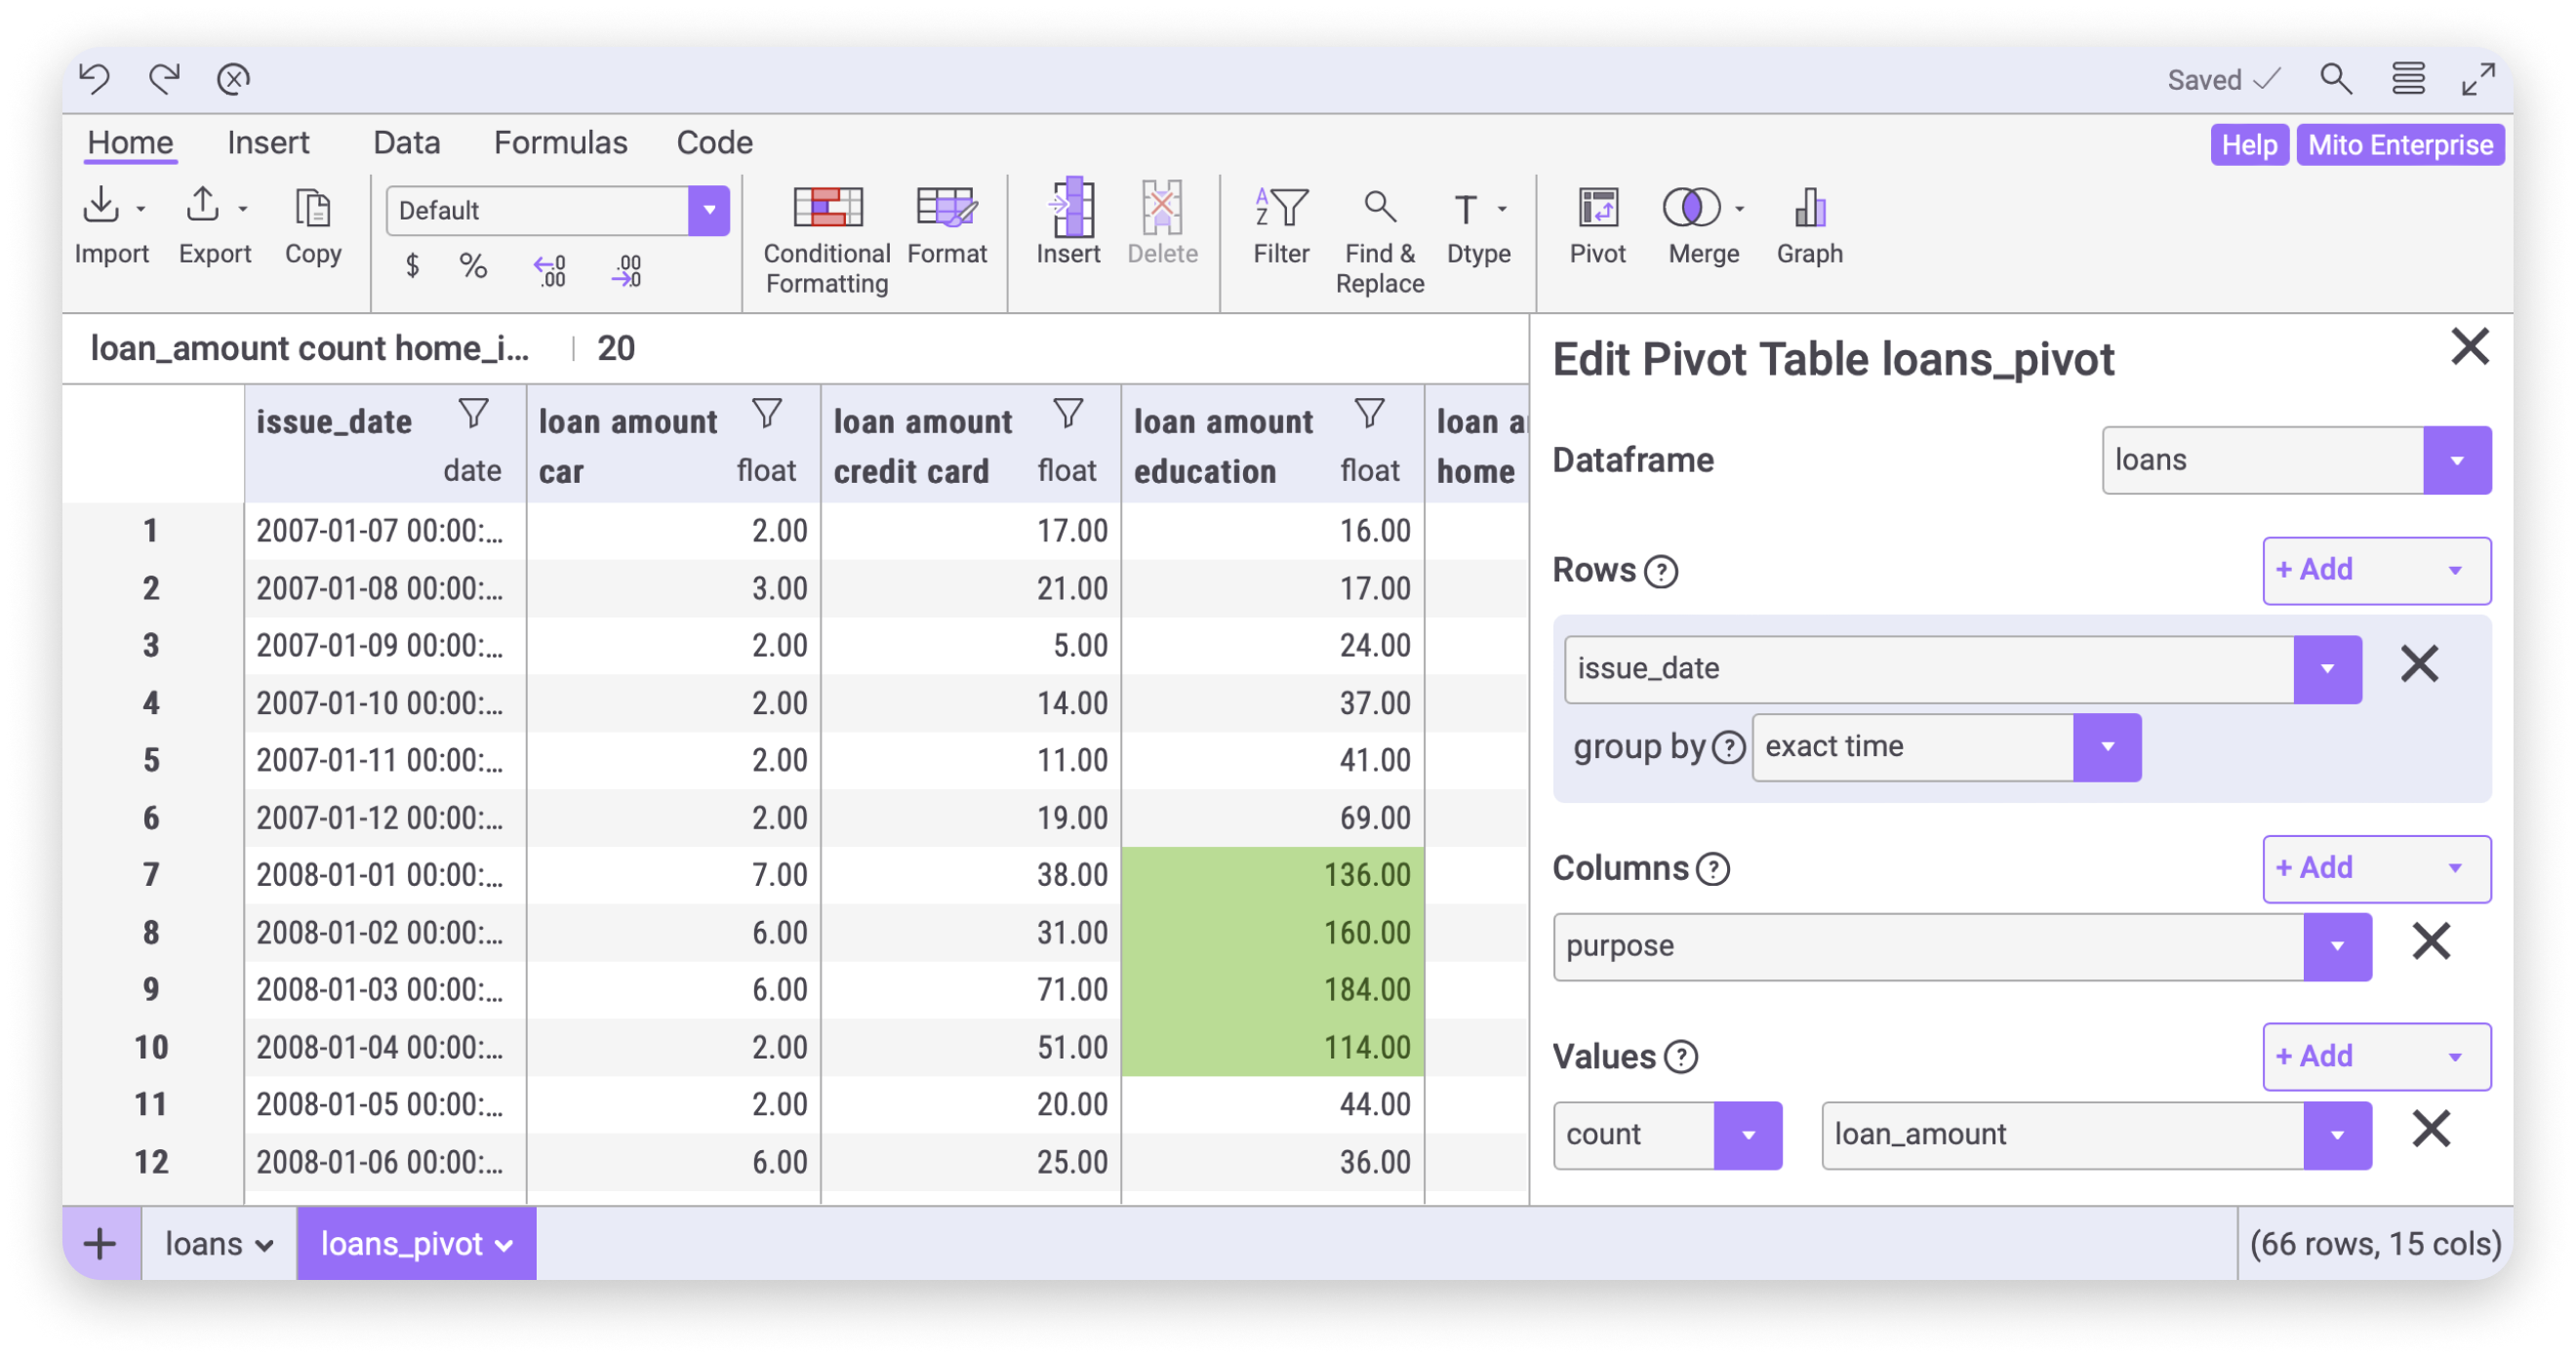 Saved
Home Insert Data Formulas Code
Help Mito Enterprise
Import Export Copy
Default
$ % .0 .00 .00 .0
Conditional Formatting
Format
Insert Delete
A Z Filter
Find & Replace
T Dtype
Pivot Merge Graph
loan_amount count home_i... 20
issue_date date
loan amount car float
loan amount credit card float
loan amount education float
loan a
home
1 2007-01-07 00:00:... 2.00 17.00 16.00
2 2007-01-08 00:00:... 3.00 21.00 17.00
3 2007-01-09 00:00:... 2.00 5.00 24.00
4 2007-01-10 00:00:... 2.00 14.00 37.00
5 2007-01-11 00:00:... 2.00 11.00 41.00
6 2007-01-12 00:00:... 2.00 19.00 69.00
7 2008-01-01 00:00:... 7.00 38.00 136.00
8 2008-01-02 00:00:... 6.00 31.00 160.00
9 2008-01-03 00:00:... 6.00 71.00 184.00
10 2008-01-04 00:00:... 2.00 51.00 114.00
11 2008-01-05 00:00:... 2.00 20.00 44.00
12 2008-01-06 00:00:... 6.00 25.00 36.00
Edit Pivot Table loans_pivot
Dataframe loans
Rows ? + Add
issue_date
group by ? exact time
Columns ? + Add
purpose
Values ? + Add
count loan_amount
+ loans loans_pivot
(66 rows, 15 cols)